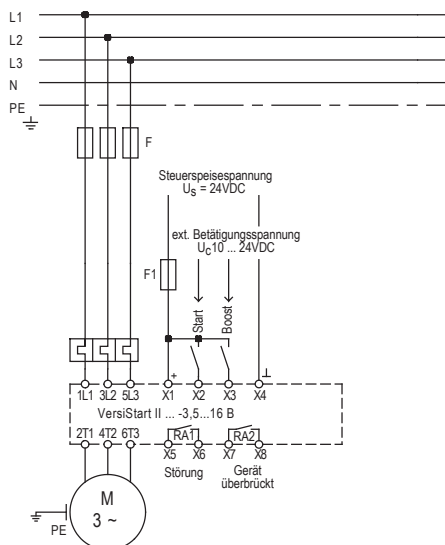 L1
L2
L3
N
PE
F
Steuerspeisespannung
US = 24VDC
ext. Betätigungsspannung
UC10 ... 24VDC
F1
Start
Boost
+
1L1 3L2 5L3 X1 X2 X3 X4
VersiStart II ... -3,5...16 B
2T1 4T2 6T3 RA1 RA2
X5 X6 X7 X8
Störung
Gerät
überbrückt
M
3 ~
PE